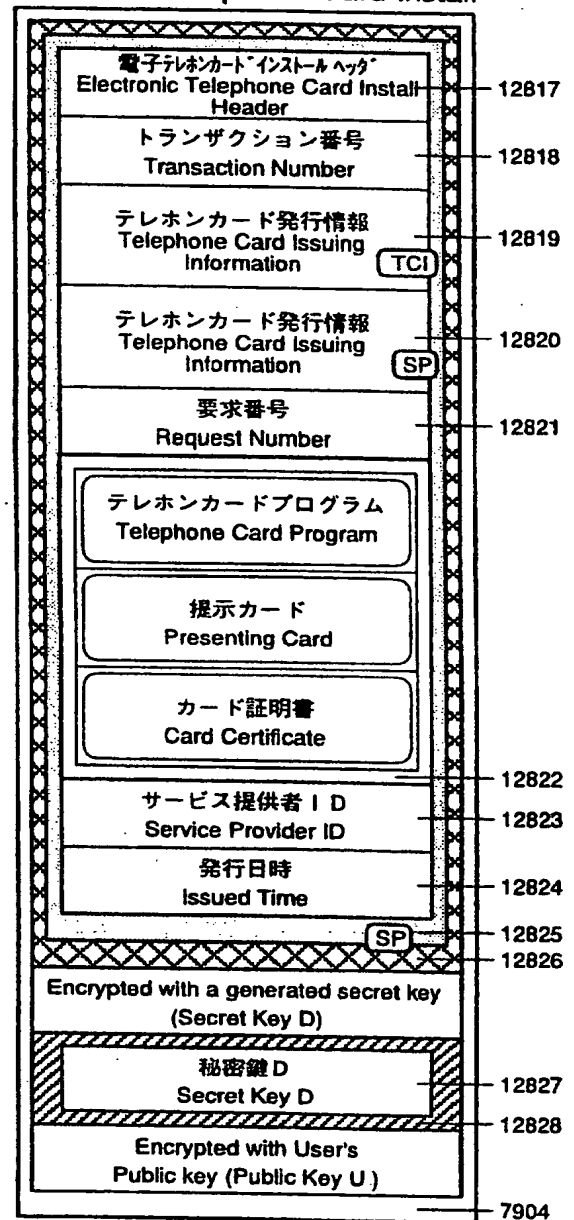 電子テレホンカード インストール ヘッダ
Electronic Telephone Card Install
Header
12817
トランザクション番号
Transaction Number
12818
テレホンカード発行情報
Telephone Card Issuing
Information
TCI
12819
テレホンカード発行情報
Telephone Card Issuing
Information
SP
12820
要求番号
Request Number
12821
テレホンカードプログラム
Telephone Card Program
提示カード
Presenting Card
カード証明書
Card Certificate
12822
サービス提供者ID
Service Provider ID
12823
発行日時
Issued Time
12824
SP
12825
12826
Encrypted with a generated secret key
(Secret Key D)
秘密鍵D
Secret Key D
12827
12828
Encrypted with User's
Public key (Public Key U)
7904